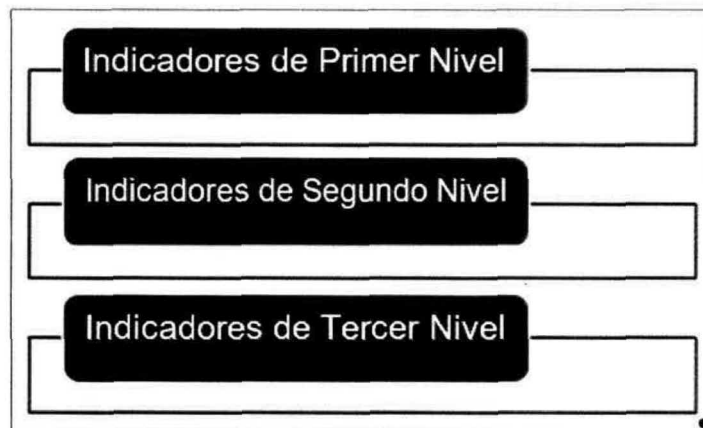 Indicadores de Primer Nivel
Indicadores de Segundo Nivel
Indicadores de Tercer Nivel